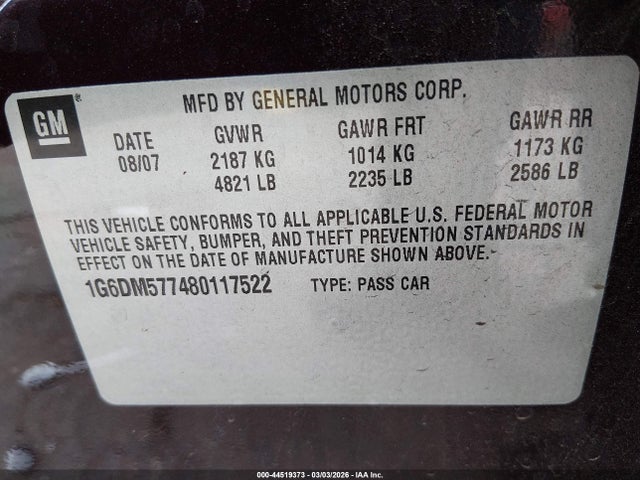 GM
MFD BY GENERAL MOTORS CORP.
DATE GVWR GAWR FRT GAWR RR
08/07 2187 KG 1014 KG 1173 KG
4821 LB 2235 LB 2586 LB
THIS VEHICLE CONFORMS TO ALL APPLICABLE U.S. FEDERAL MOTOR
VEHICLE SAFETY, BUMPER, AND THEFT PREVENTION STANDARDS IN
EFFECT ON THE DATE OF MANUFACTURE SHOWN ABOVE.
1G6DM577480117522 TYPE: PASS CAR
000-44519373 - 03/03/2026 - IAA Inc.